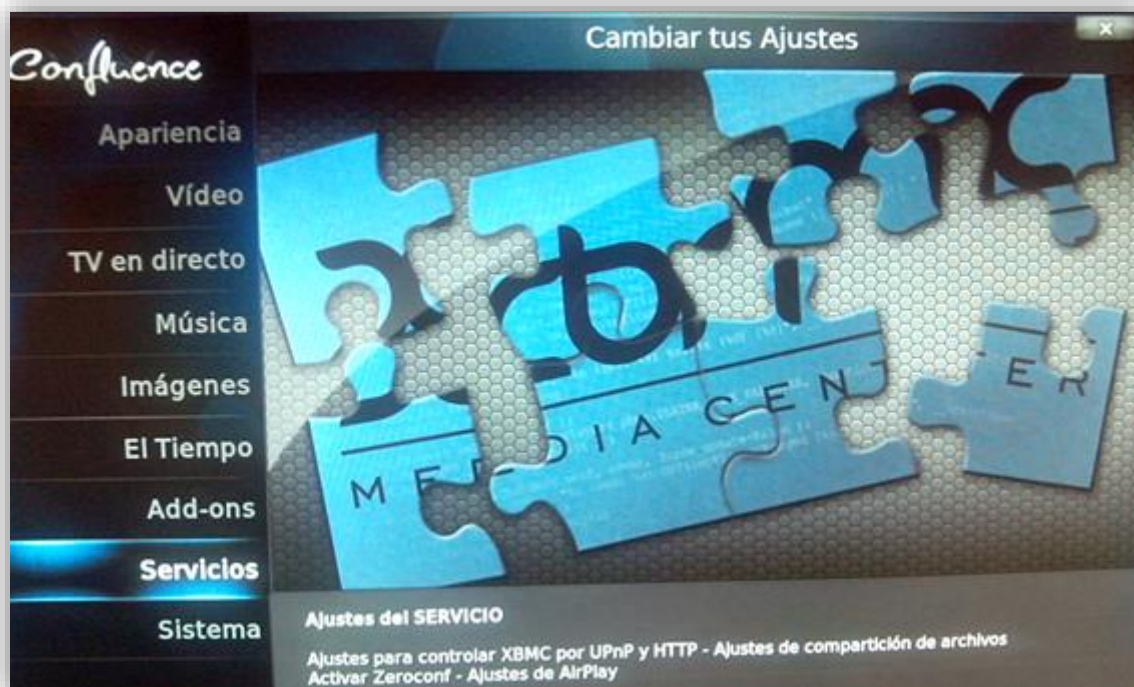 Confluence
Cambiar tus Ajustes
Apariencia
Vídeo
TV en directo
Música
Imágenes
El Tiempo
Add-ons
Servicios
Sistema
MEDIA CENTER
Ajustes del SERVICIO
Ajustes para controlar XBMC por UPnP y HTTP - Ajustes de compartición de archivos
Activar Zeroconf - Ajustes de AirPlay